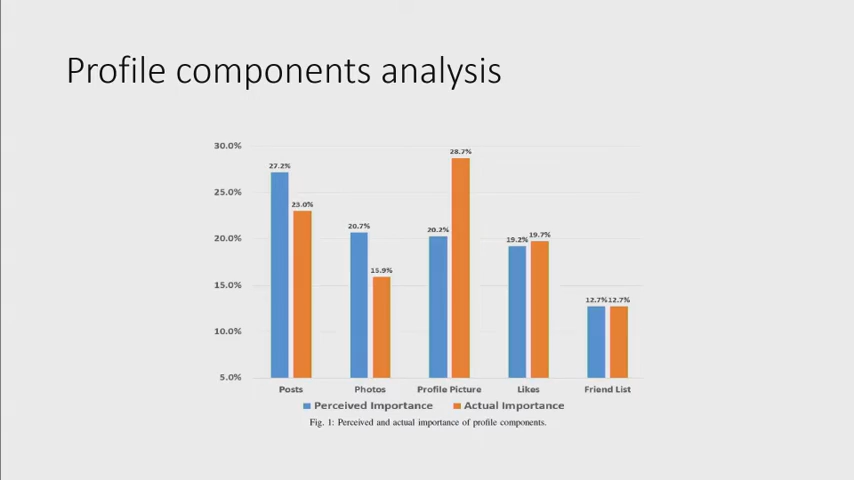 Profile components analysis
30.0%
25.0%
20.0%
15.0%
10.0%
5.0%
27.2%
23.0%
20.7%
15.9%
20.2%
28.7%
19.2%
19.7%
12.7%
12.7%
Posts
Photos
Profile Picture
Likes
Friend List
Perceived Importance
Actual Importance
Fig. 1: Perceived and actual importance of profile components.